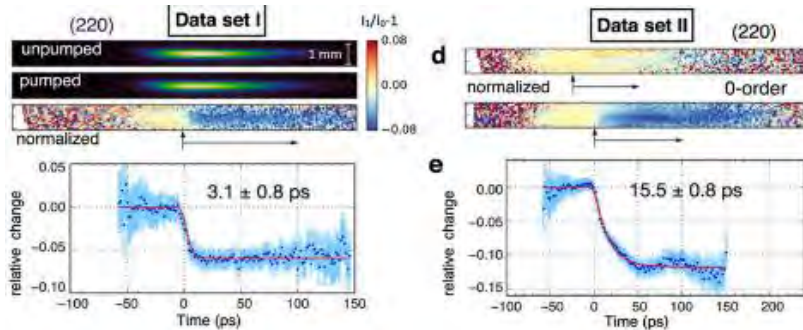 Data set I
(220)
I₁/I₀-1
unpumped
1 mm
0.08
pumped
0.00
normalized
-0.08
0.05
3.1 ± 0.8 ps
0.00
-0.05
-0.10
relative change
-100 -50 0 50 100 150
Time (ps)
Data set II
d
(220)
normalized
0-order
e
15.5 ± 0.8 ps
0.00
-0.05
-0.10
-0.15
relative change
-100 -50 0 50 100 150 200
Time (ps)